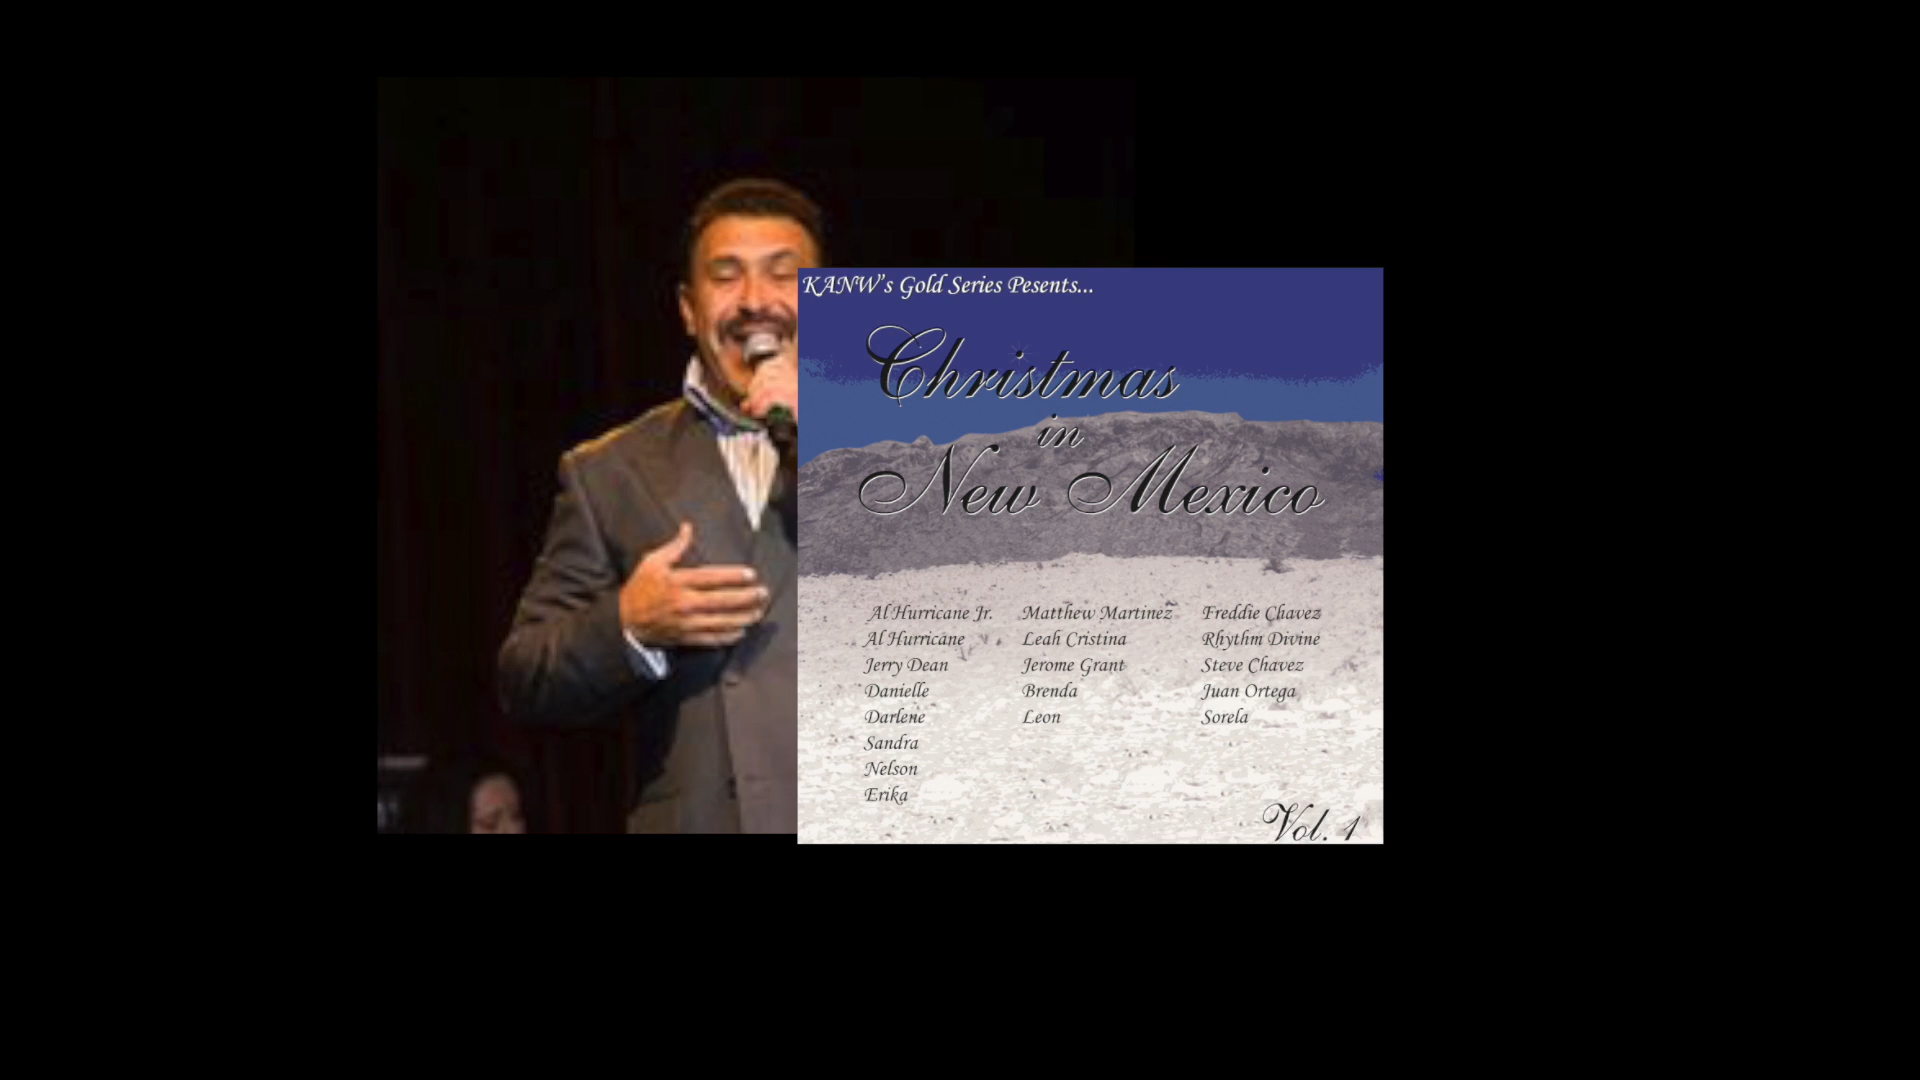 KANW's Gold Series Pesents...
Christmas
in
New Mexico
Al Hurricane Jr.
Al Hurricane
Jerry Dean
Danielle
Darlene
Sandra
Nelson
Erika
Matthew Martinez
Leah Cristina
Jerome Grant
Brenda
Leon
Freddie Chavez
Rhythm Divine
Steve Chavez
Juan Ortega
Sorela
Vol. 1